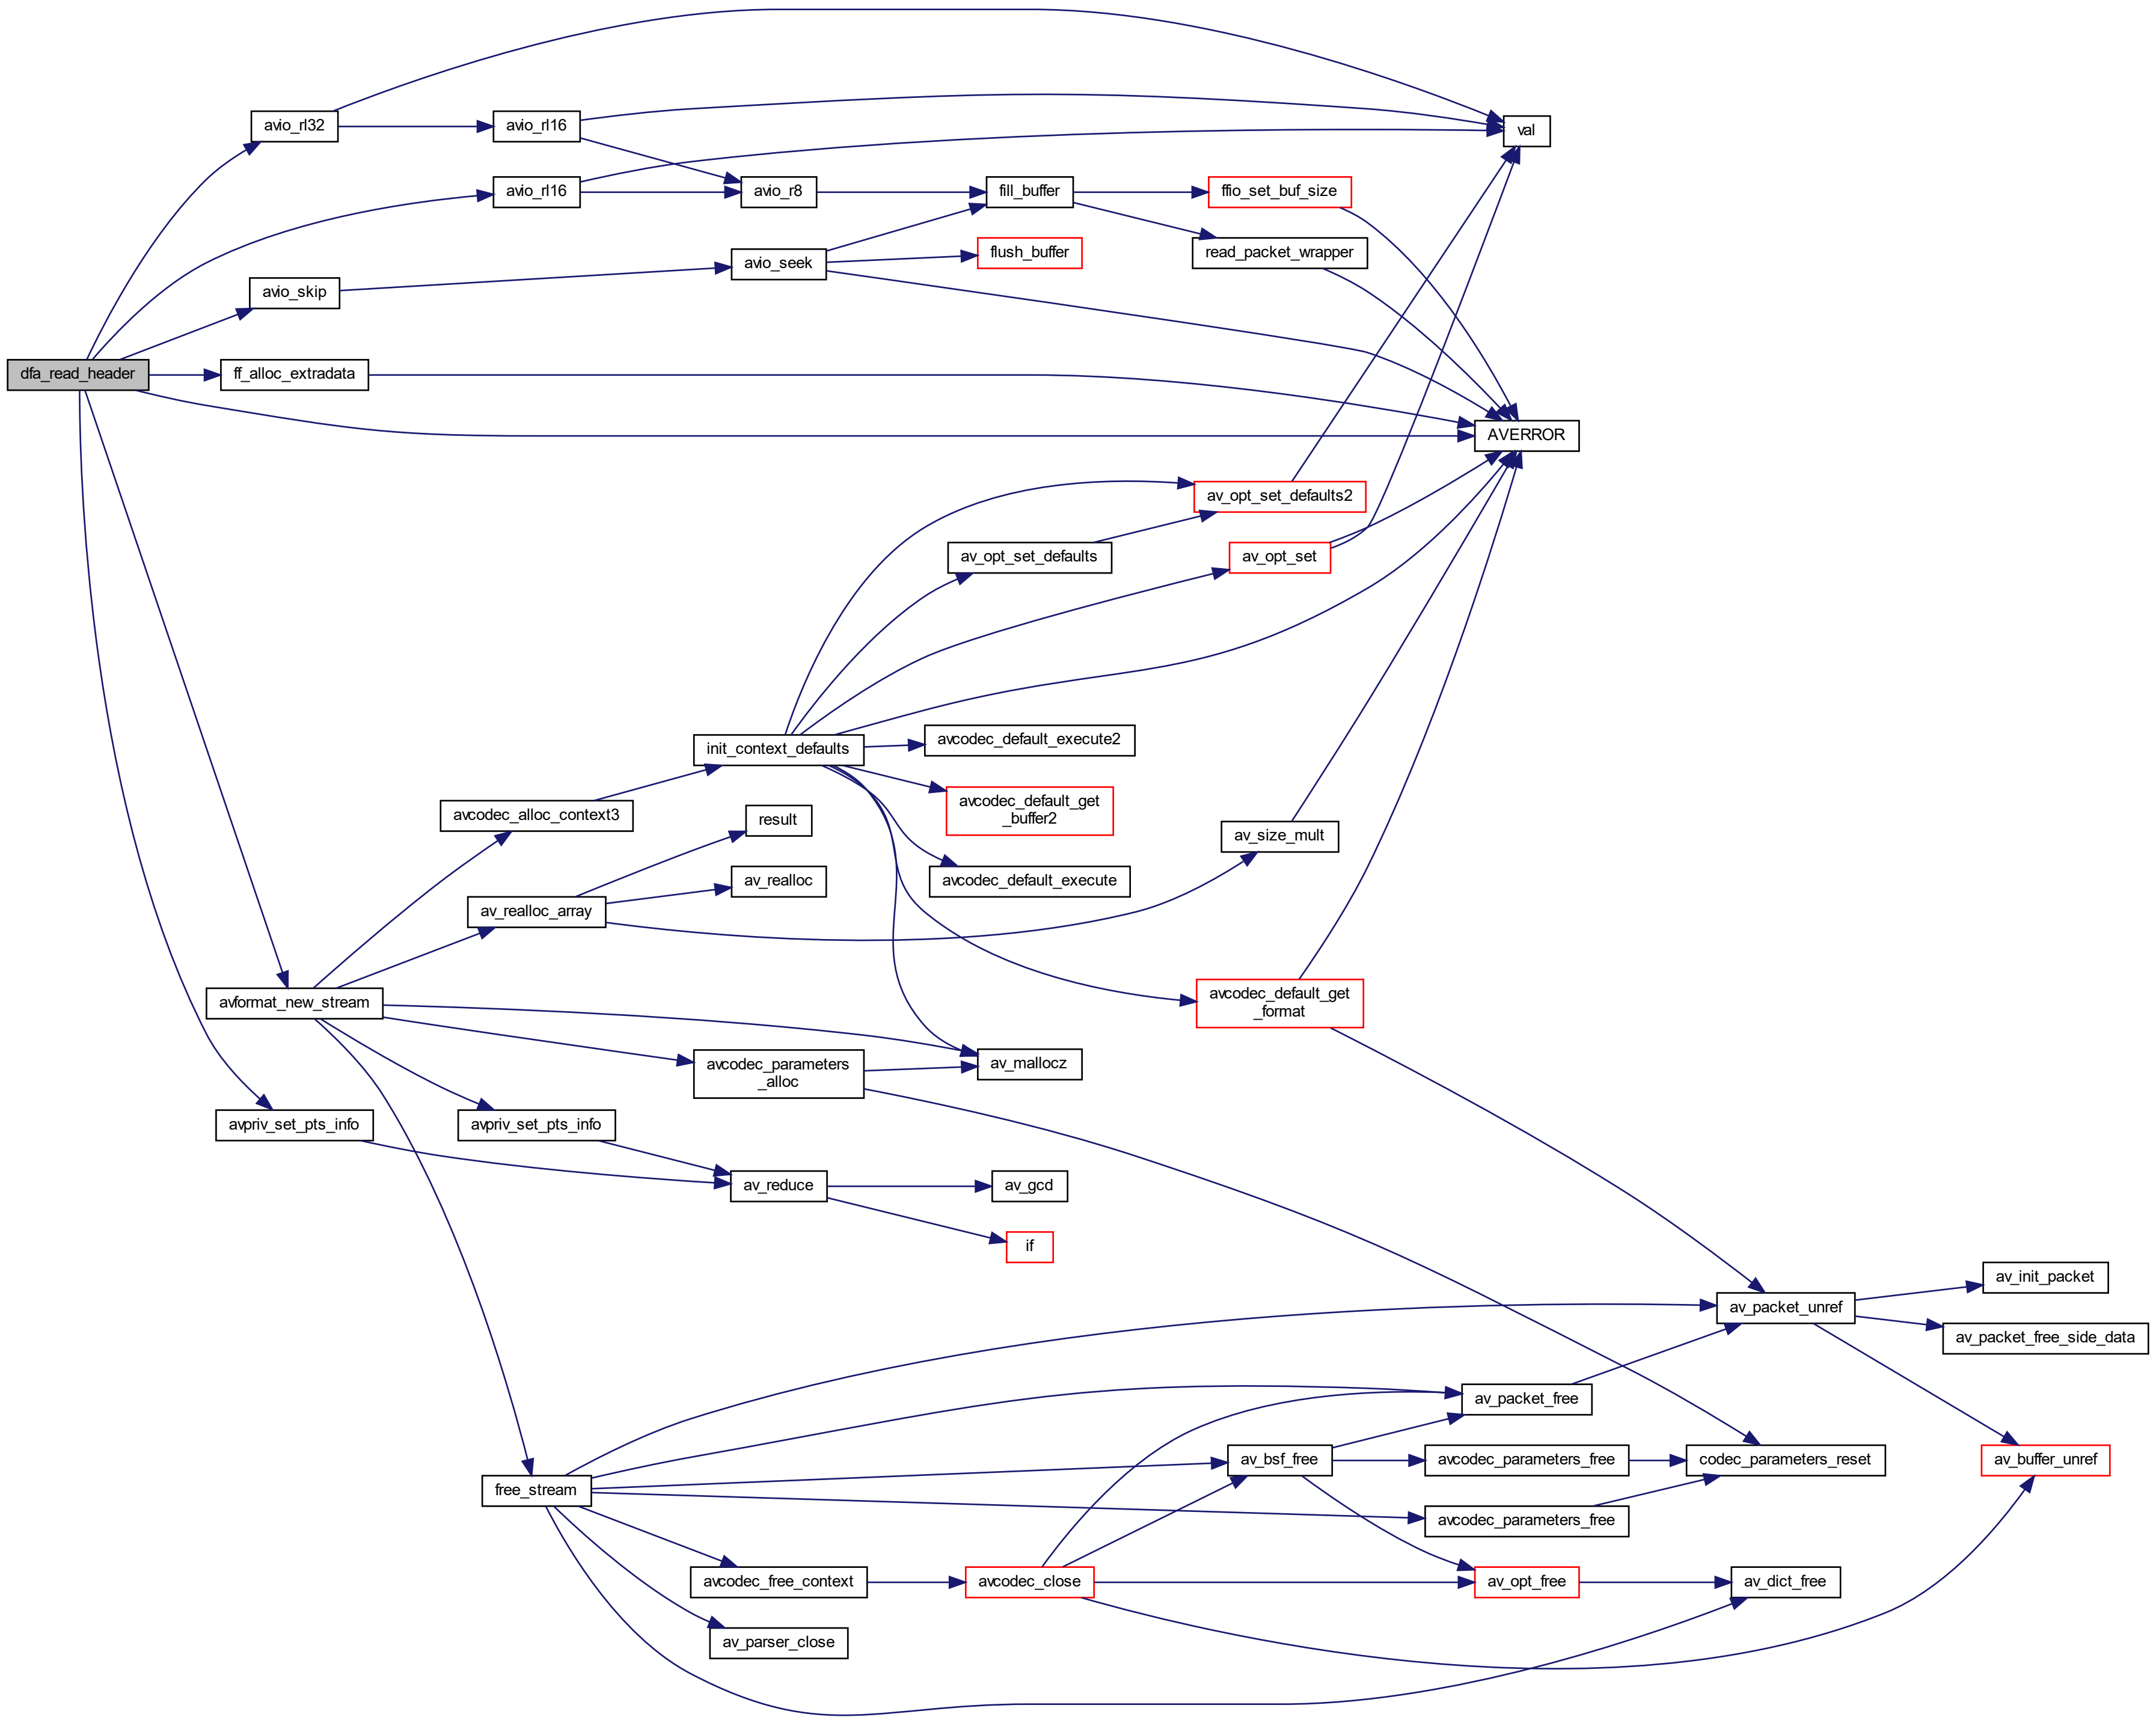 dfa_read_header
avio_rl32
avio_rl16
val
avio_rl16
avio_r8
fill_buffer
ffio_set_buf_size
read_packet_wrapper
flush_buffer
avio_seek
avio_skip
ff_alloc_extradata
AVERROR
av_opt_set_defaults2
av_opt_set_defaults
av_opt_set
init_context_defaults
avcodec_default_execute2
avcodec_default_get
_buffer2
avcodec_default_execute
avcodec_alloc_context3
result
av_realloc
av_realloc_array
av_size_mult
avformat_new_stream
avcodec_default_get
_format
avcodec_parameters
_alloc
av_mallocz
avpriv_set_pts_info
avpriv_set_pts_info
av_reduce
av_gcd
if
av_packet_unref
av_init_packet
av_packet_free_side_data
av_buffer_unref
av_packet_free
av_bsf_free
avcodec_parameters_free
codec_parameters_reset
free_stream
avcodec_parameters_free
avcodec_free_context
avcodec_close
av_opt_free
av_dict_free
av_parser_close